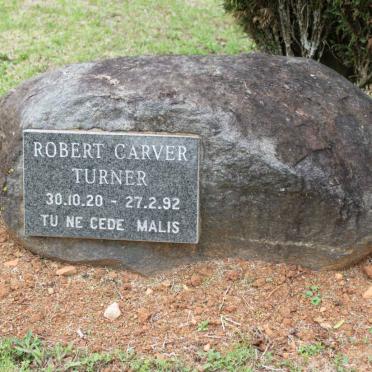 ROBERT CARVER
TURNER
30.10.20 - 27.2.92
TU NE CEDE MALIS